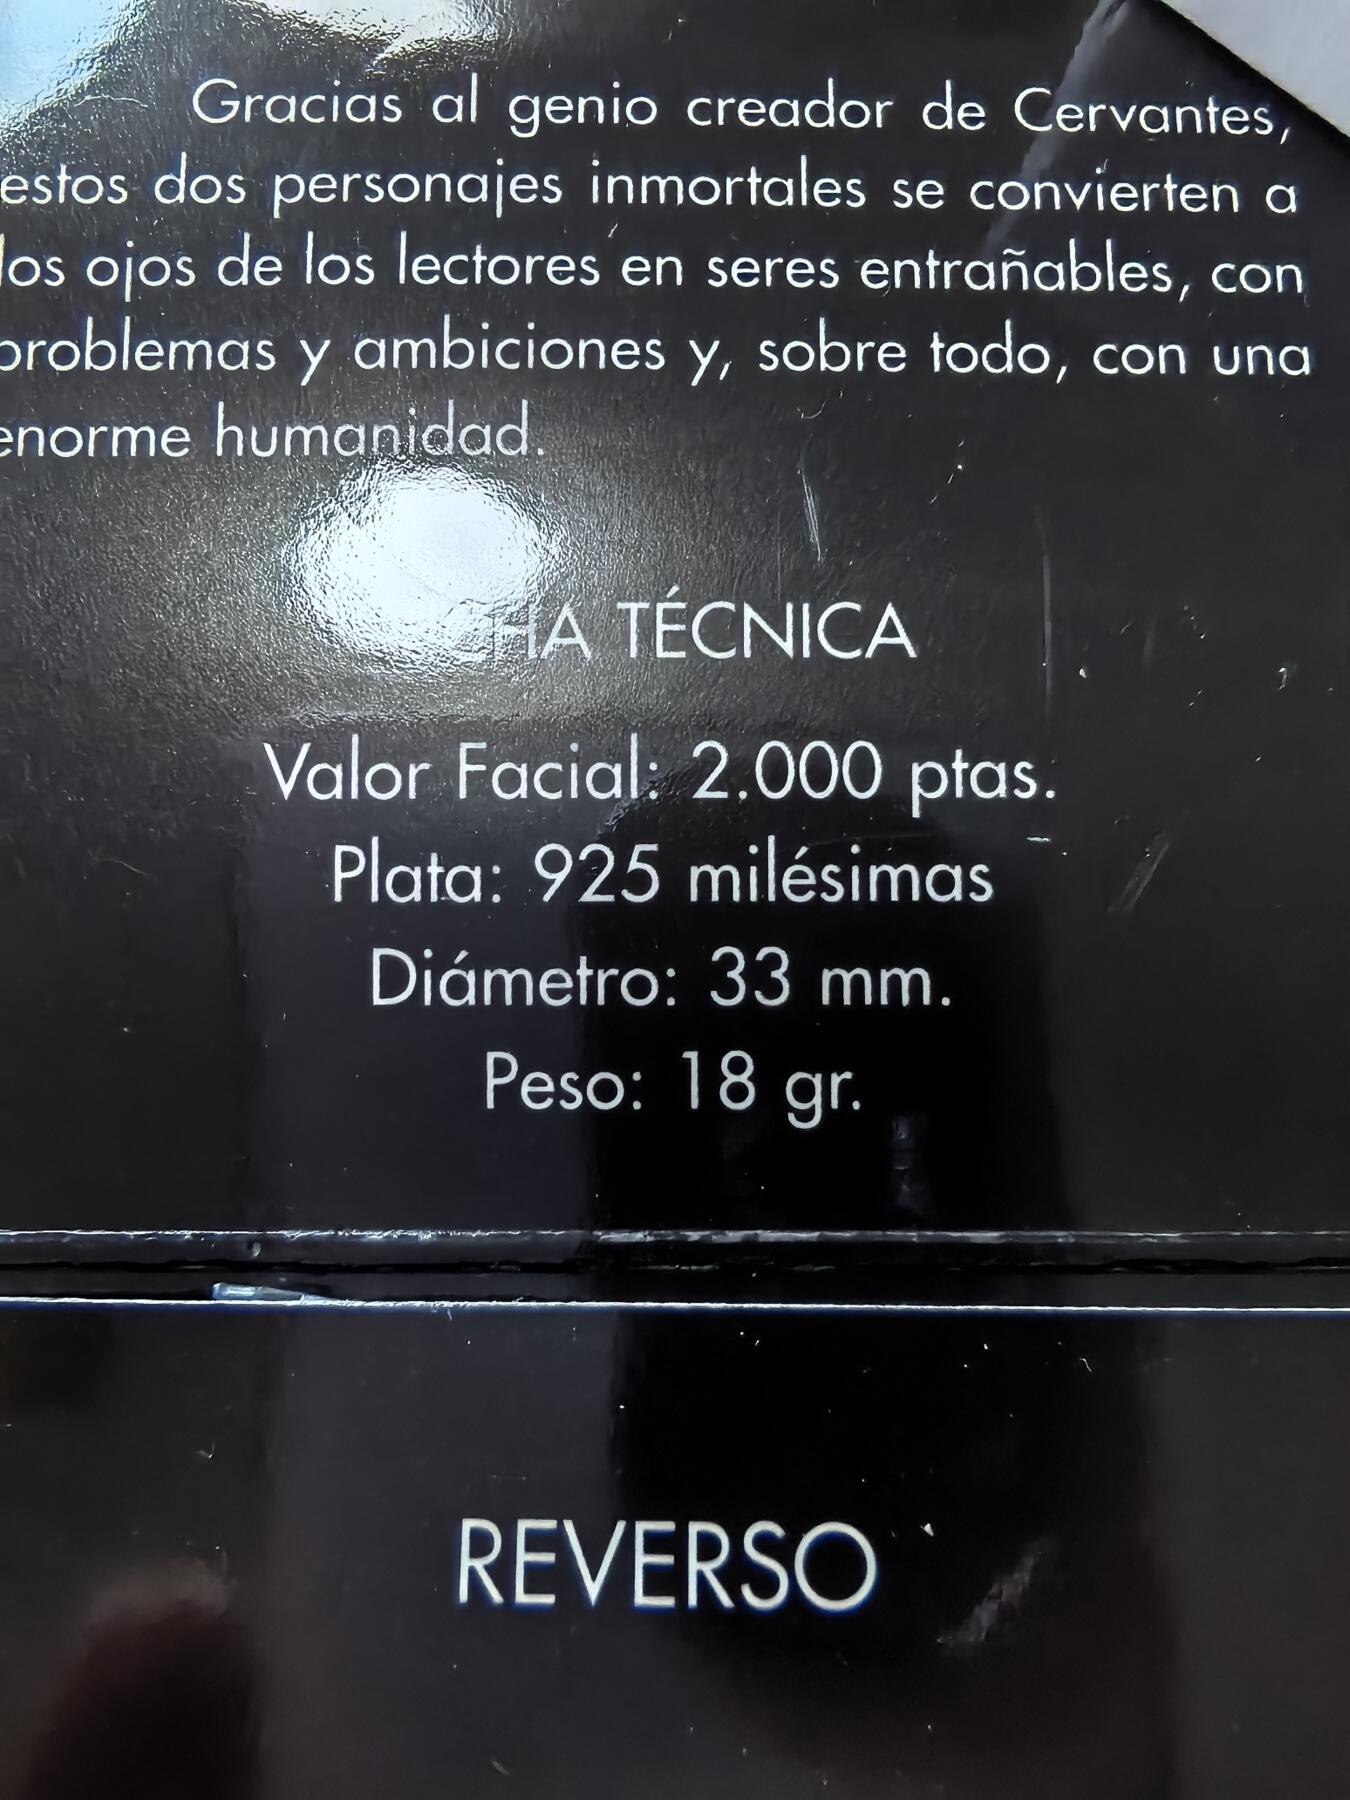 Gracias al genio creador de Cervantes,
estos dos personajes inmortales se convierten a
los ojos de los lectores en seres entrañables, con
problemas y ambiciones y, sobre todo, con una
enorme humanidad.
TÉCNICA
Valor Facial: 2.000 ptas.
Plata: 925 milésimas
Diámetro: 33 mm.
Peso: 18 gr.
REVERSO